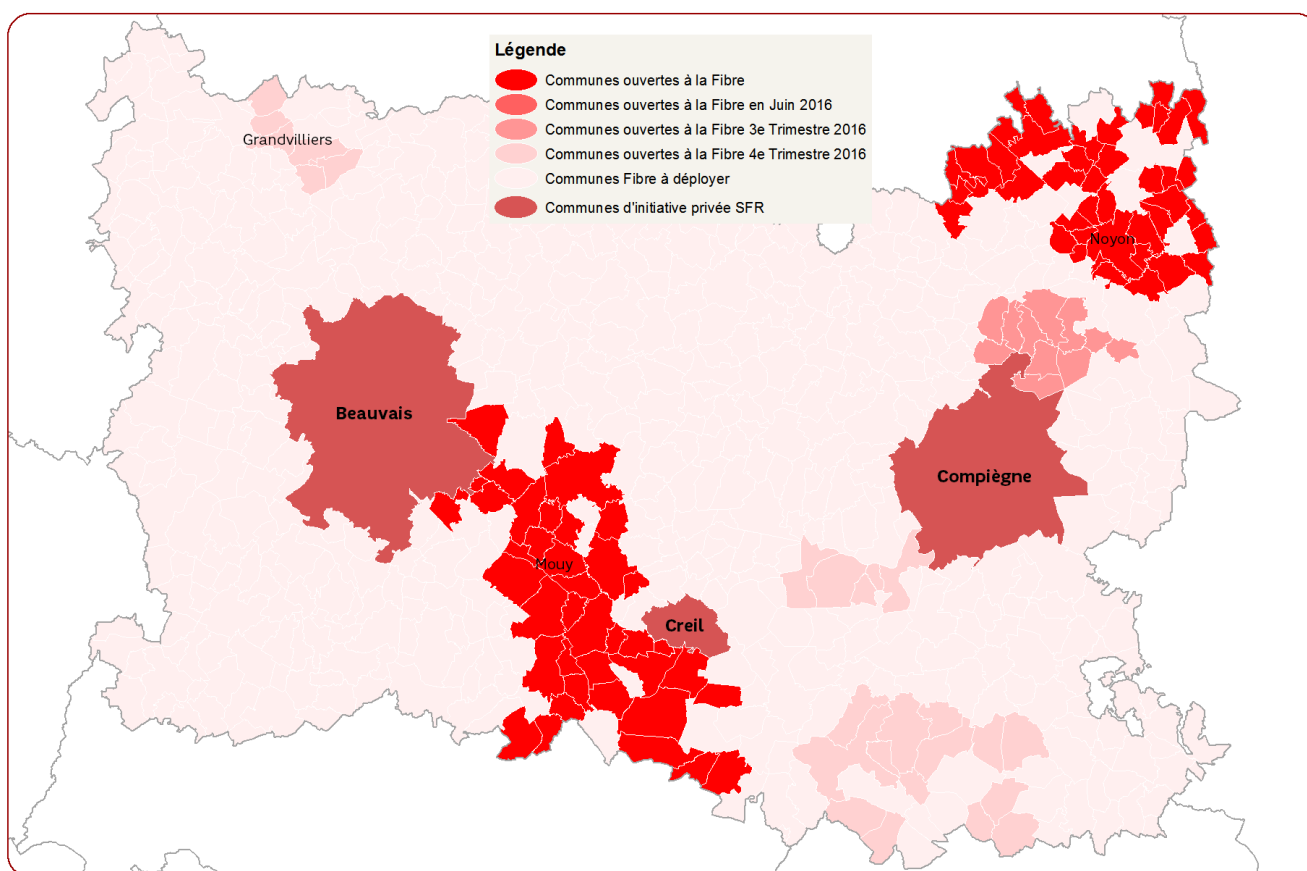 Légende
Communes ouvertes à la Fibre
Communes ouvertes à la Fibre en Juin 2016
Communes ouvertes à la Fibre 3e Trimestre 2016
Communes ouvertes à la Fibre 4e Trimestre 2016
Communes Fibre à déployer
Communes d'initiative privée SFR
Grandvilliers
Noyon
Beauvais
Compiègne
Mouy
Creil